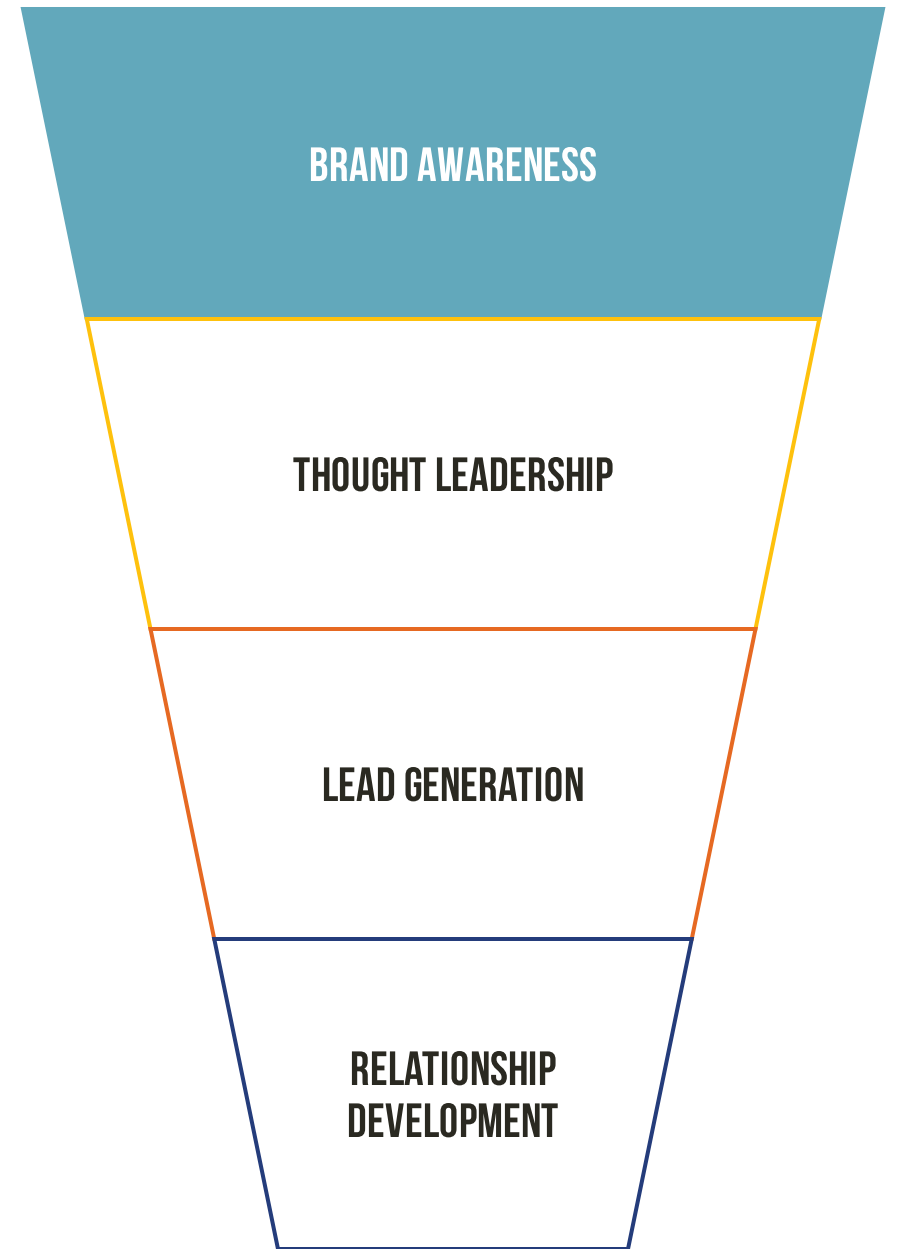 BRAND AWARENESS
THOUGHT LEADERSHIP
LEAD GENERATION
RELATIONSHIP
DEVELOPMENT